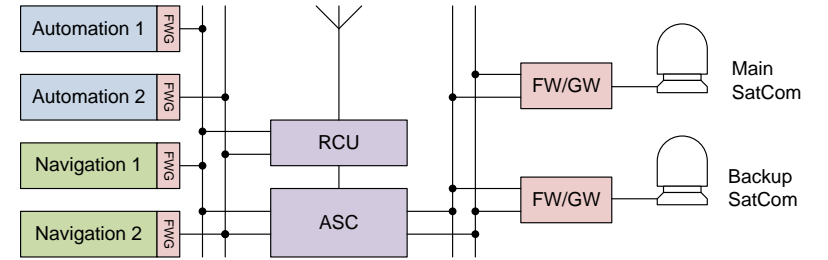 Automation 1
FWG
Automation 2
FWG
Navigation 1
FWG
Navigation 2
FWG
RCU
ASC
FW/GW
Main
SatCom
FW/GW
Backup
SatCom